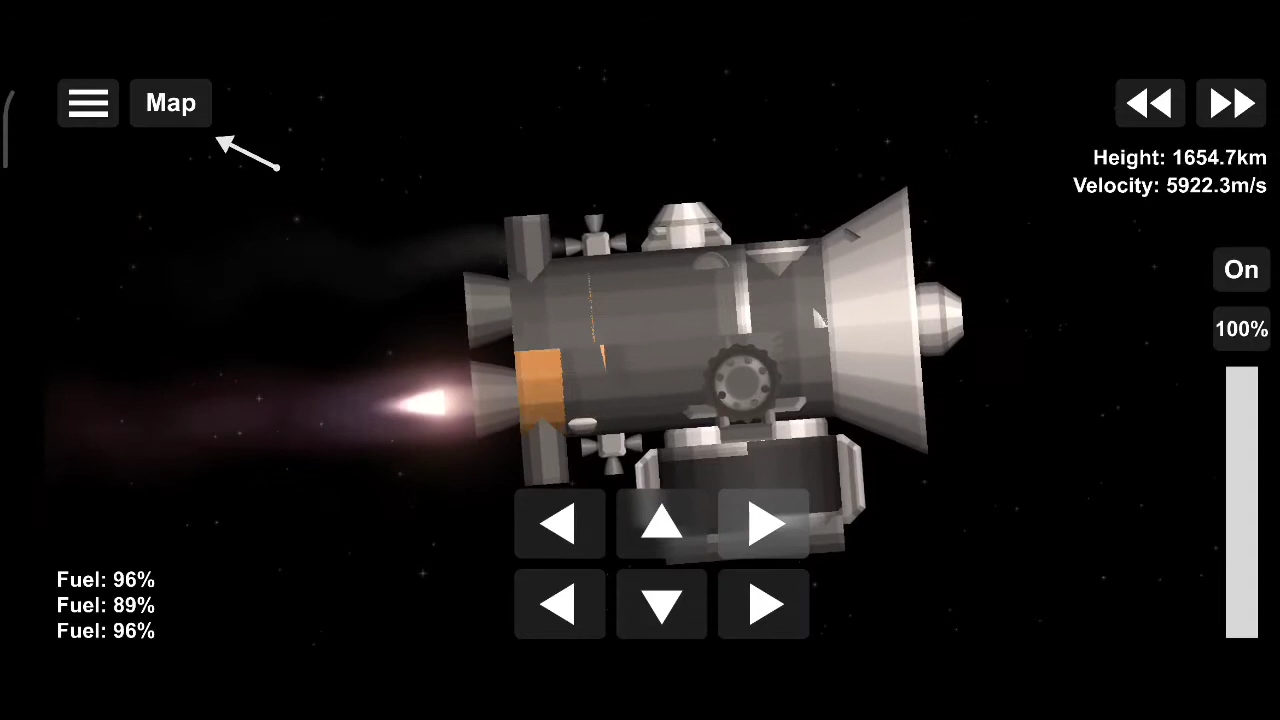 Map
Height: 1654.7km
Velocity: 5922.3m/s
On
100%
Fuel: 96%
Fuel: 89%
Fuel: 96%